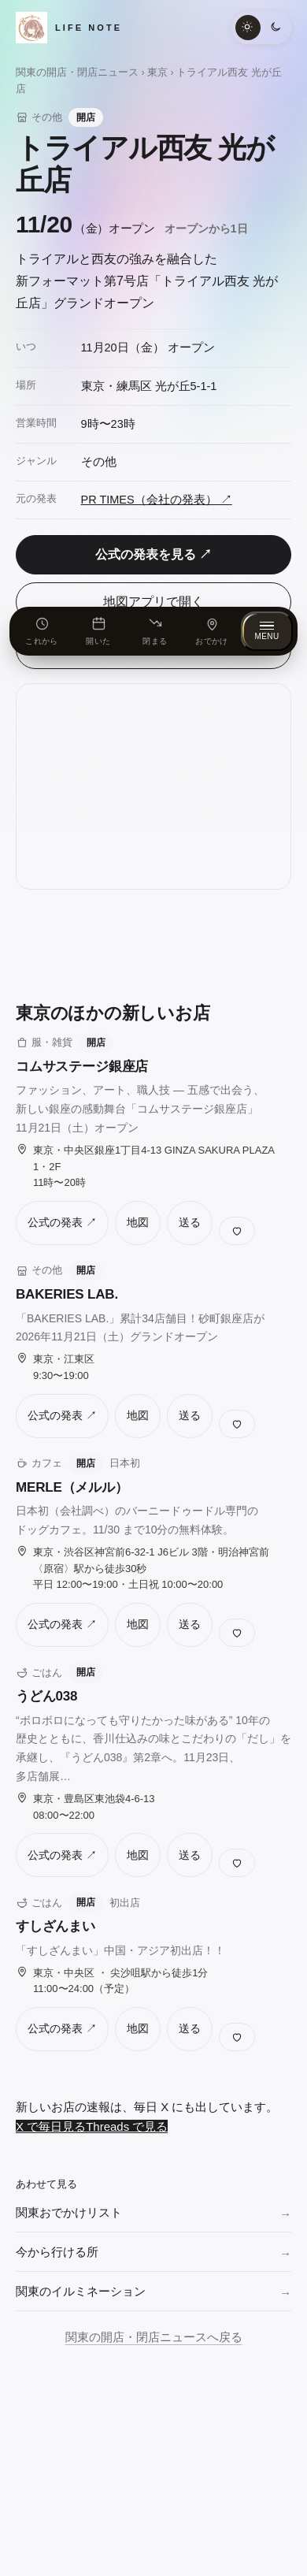 LIFE NOTE
関東の開店・閉店ニュース › 東京 › トライアル西友 光が丘
店
その他 開店
トライアル西友 光が
丘店
11/20（金）オープン オープンから1日
トライアルと西友の強みを融合した
新フォーマット第7号店「トライアル西友 光が
丘店」グランドオープン
いつ 11月20日（金） オープン
場所 東京・練馬区 光が丘5-1-1
営業時間 9時〜23時
ジャンル その他
元の発表 PR TIMES（会社の発表） ↗
公式の発表を見る ↗
地図アプリで開く
これから 開いた 閉まる おでかけ MENU
東京のほかの新しいお店
服・雑貨 開店
コムサステージ銀座店
ファッション、アート、職人技 — 五感で出会う、
新しい銀座の感動舞台「コムサステージ銀座店」
11月21日（土）オープン
東京・中央区銀座1丁目4-13 GINZA SAKURA PLAZA
1・2F
11時〜20時
公式の発表 ↗ 地図 送る
その他 開店
BAKERIES LAB.
「BAKERIES LAB.」累計34店舗目！砂町銀座店が
2026年11月21日（土）グランドオープン
東京・江東区
9:30〜19:00
公式の発表 ↗ 地図 送る
カフェ 開店 日本初
MERLE（メルル）
日本初（会社調べ）のバーニードゥードル専門の
ドッグカフェ。11/30 まで10分の無料体験。
東京・渋谷区神宮前6-32-1 J6ビル 3階・明治神宮前
〈原宿〉駅から徒歩30秒
平日 12:00〜19:00・土日祝 10:00〜20:00
公式の発表 ↗ 地図 送る
ごはん 開店
うどん038
“ボロボロになっても守りたかった味がある” 10年の
歴史とともに、香川仕込みの味とこだわりの「だし」を
承継し、『うどん038』第2章へ。11月23日、
多店舗展…
東京・豊島区東池袋4-6-13
08:00〜22:00
公式の発表 ↗ 地図 送る
ごはん 開店 初出店
すしざんまい
「すしざんまい」中国・アジア初出店！！
東京・中央区 ・ 尖沙咀駅から徒歩1分
11:00〜24:00（予定）
公式の発表 ↗ 地図 送る
新しいお店の速報は、毎日 X にも出しています。
X で毎日見るThreads で見る
あわせて見る
関東おでかけリスト →
今から行ける所 →
関東のイルミネーション →
関東の開店・閉店ニュースへ戻る